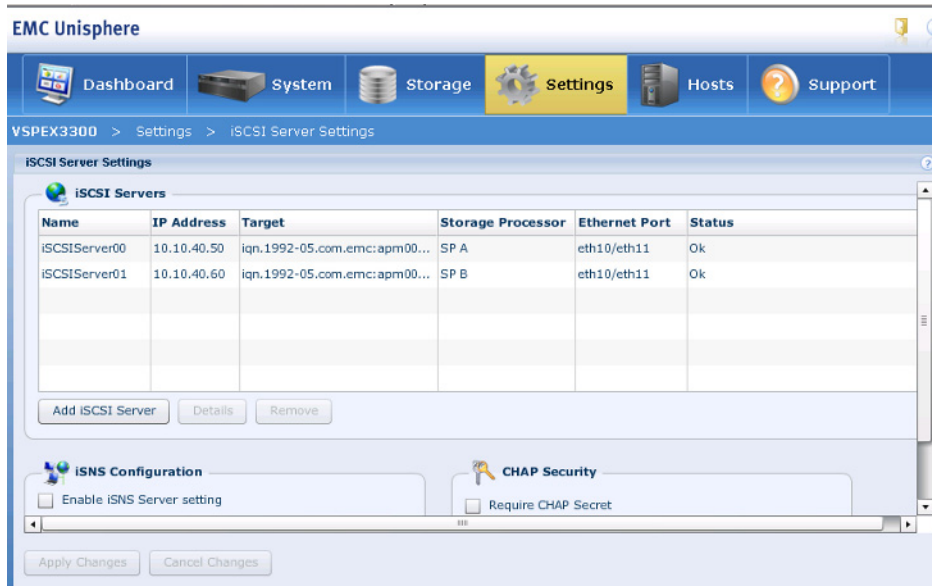 EMC Unisphere
Dashboard System Storage Settings Hosts Support
VSPEX3300 > Settings > iSCSI Server Settings
iSCSI Server Settings
iSCSI Servers
Name IP Address Target Storage Processor Ethernet Port Status
iSCSIServer00 10.10.40.50 iqn.1992-05.com.emc:apm00... SP A eth10/eth11 Ok
iSCSIServer01 10.10.40.60 iqn.1992-05.com.emc:apm00... SP B eth10/eth11 Ok
Add iSCSI Server Details Remove
iSNS Configuration CHAP Security
Enable iSNS Server setting Require CHAP Secret
Apply Changes Cancel Changes